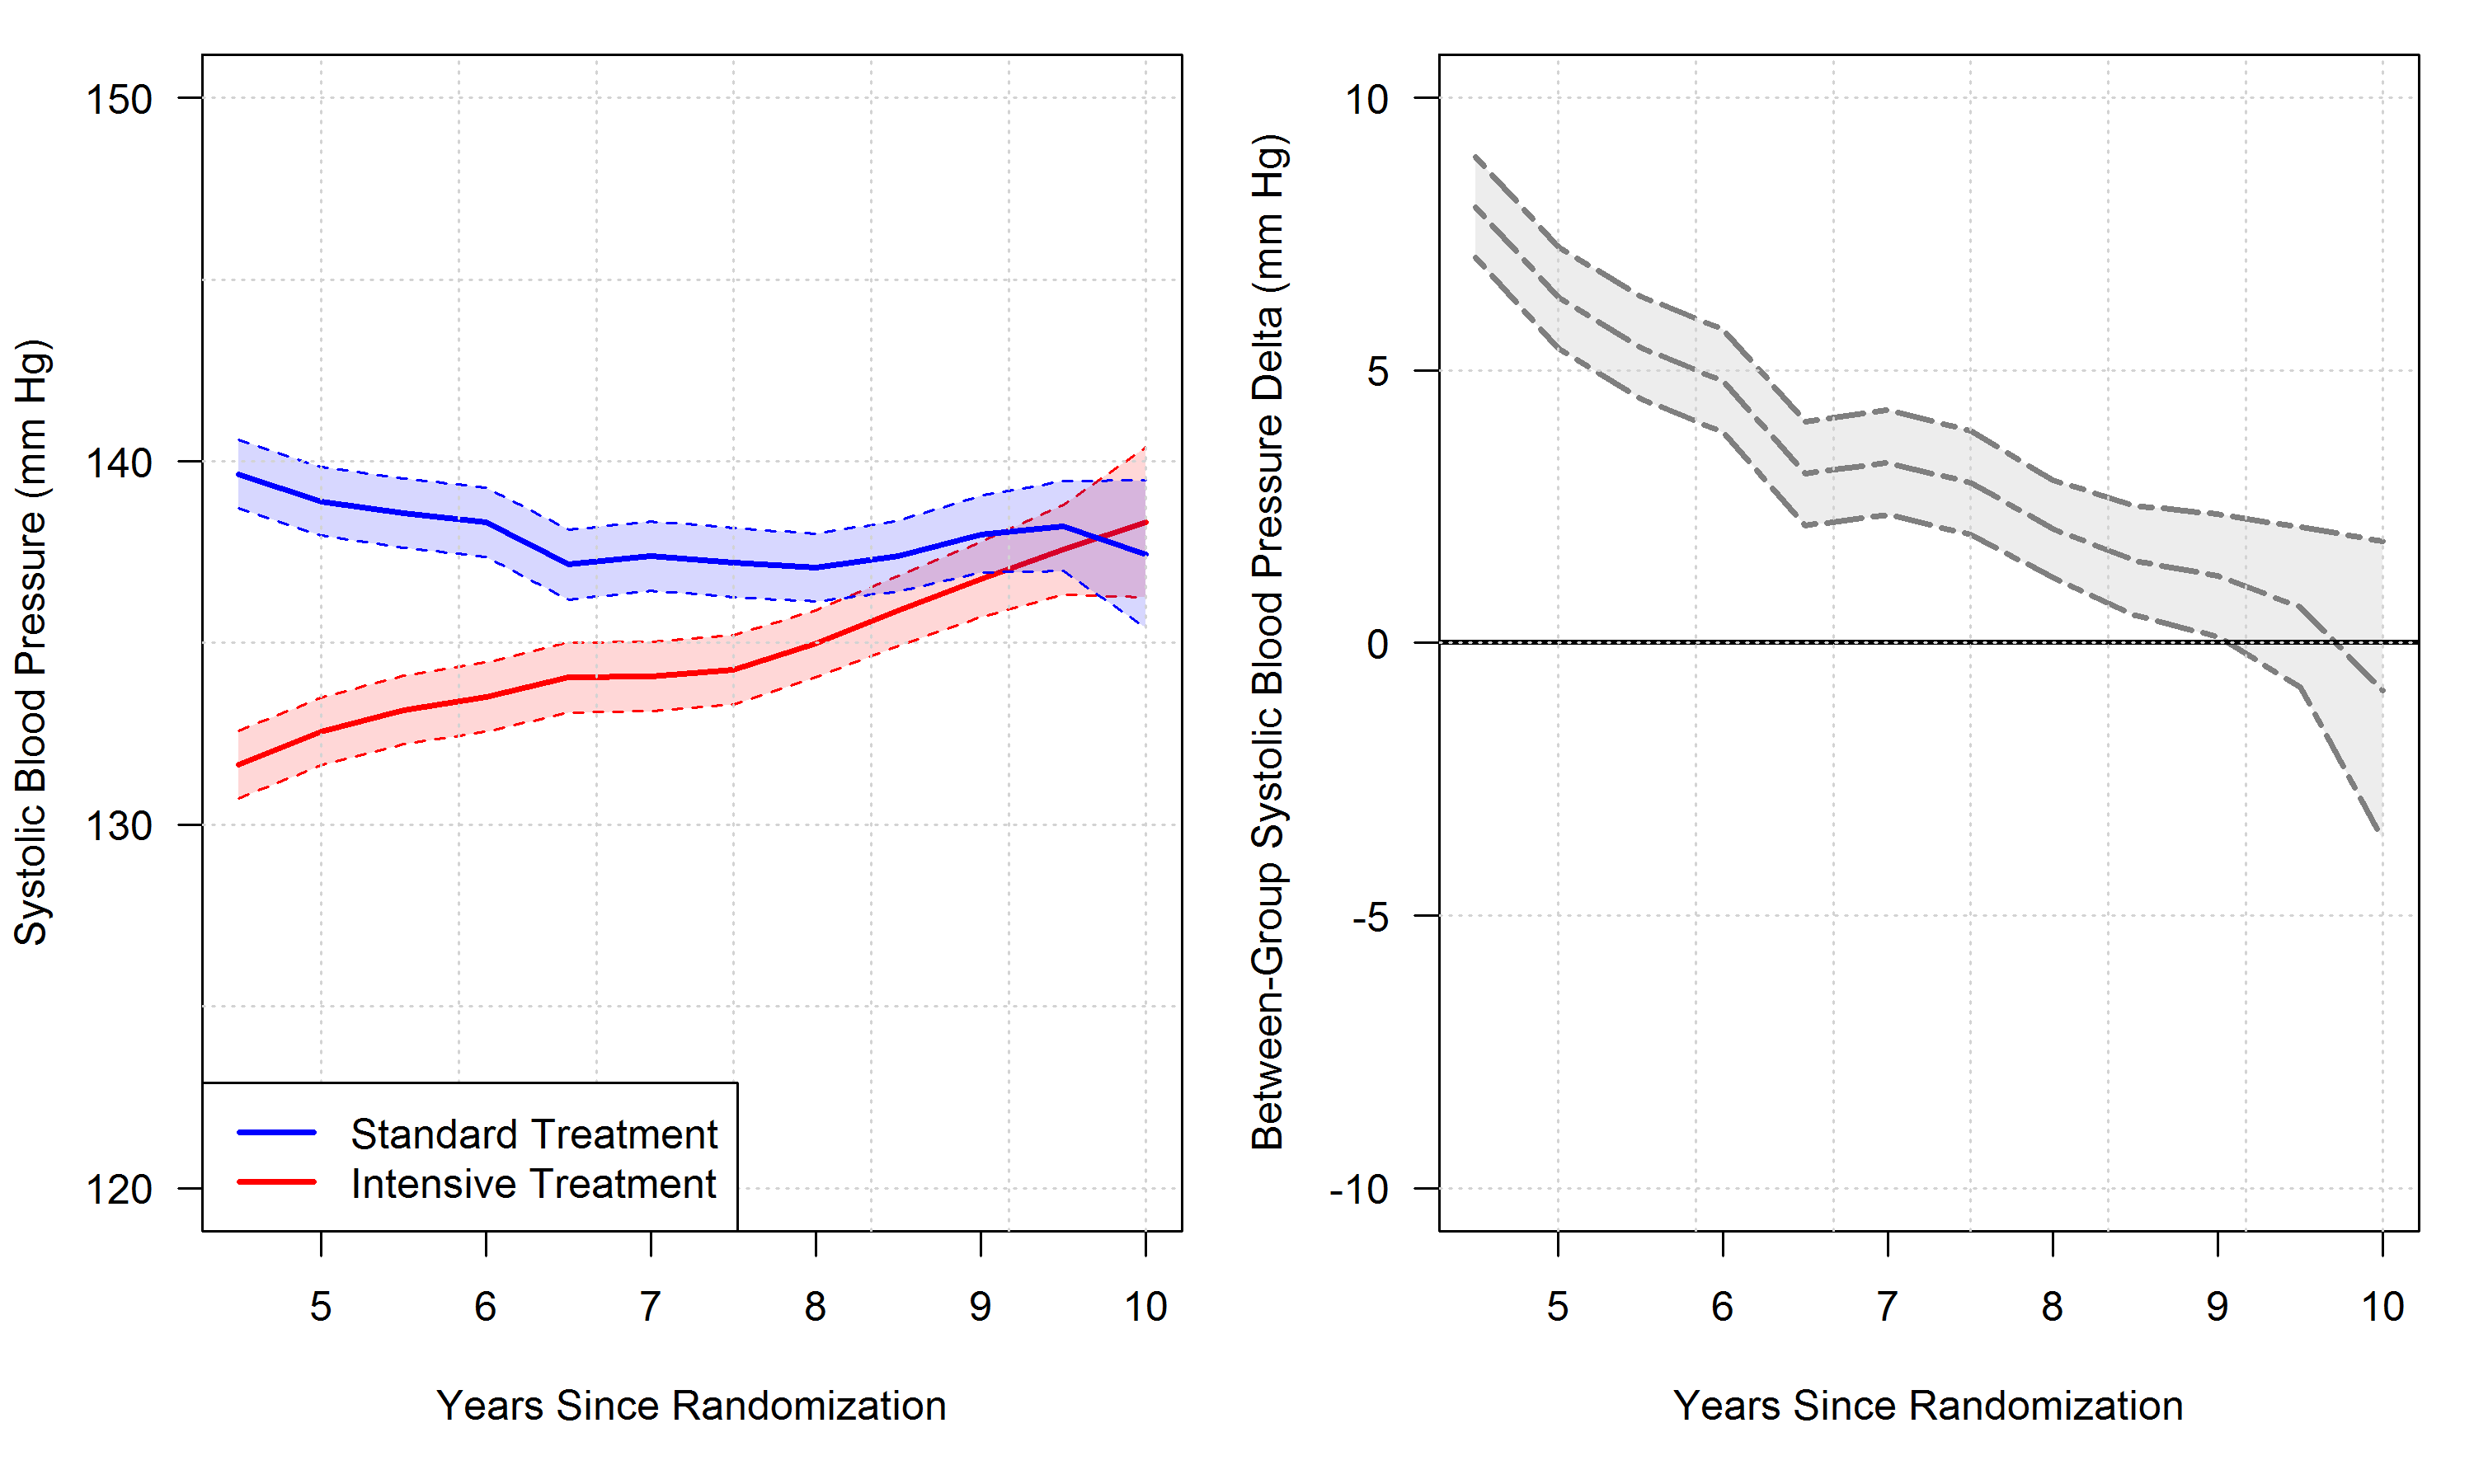 Systolic Blood Pressure (mm Hg)
150
140
130
120
Standard Treatment
Intensive Treatment
5 6 7 8 9 10
Years Since Randomization
Between-Group Systolic Blood Pressure Delta (mm Hg)
10
5
0
-5
-10
5 6 7 8 9 10
Years Since Randomization